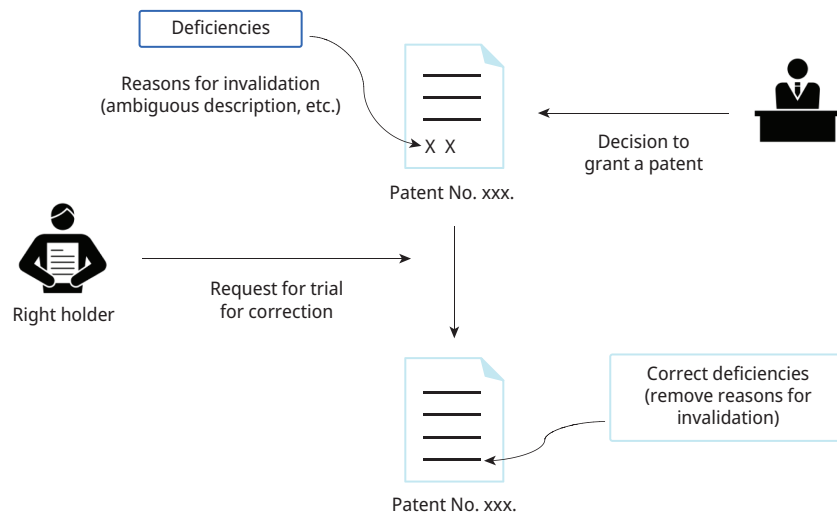 Deficiencies
Reasons for invalidation
(ambiguous description, etc.)
X X
Patent No. xxx.
Decision to
grant a patent
Right holder
Request for trial
for correction
Correct deficiencies
(remove reasons for
invalidation)
Patent No. xxx.